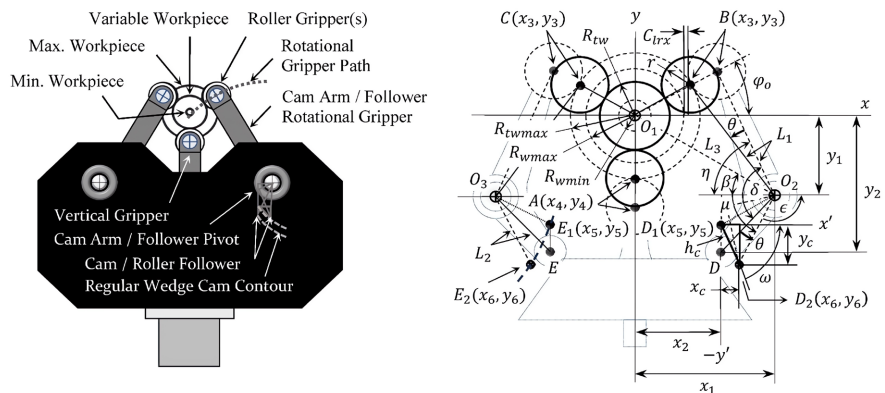 Variable Workpiece
Roller Gripper(s)
Max. Workpiece
Rotational
Gripper Path
Min. Workpiece
Cam Arm / Follower
Rotational Gripper
Vertical Gripper
Cam Arm / Follower Pivot
Cam / Roller Follower
Regular Wedge Cam Contour
C(x₃, y₃)
y
C_lrx
B(x₃, y₃)
R_tw
r
φ_o
x
O₁
θ
R_twmax
L₃
L₁
y₁
R_wmax
y₂
R_wmin
η
O₃
β
δ
O₂
A(x₄, y₄)
μ
ϵ
E₁(x₅, y₅)
D₁(x₅, y₅)
x′
L₂
h_c
θ
y_c
E
D
ω
E₂(x₆, y₆)
x_c
D₂(x₆, y₆)
x₂
−y′
x₁